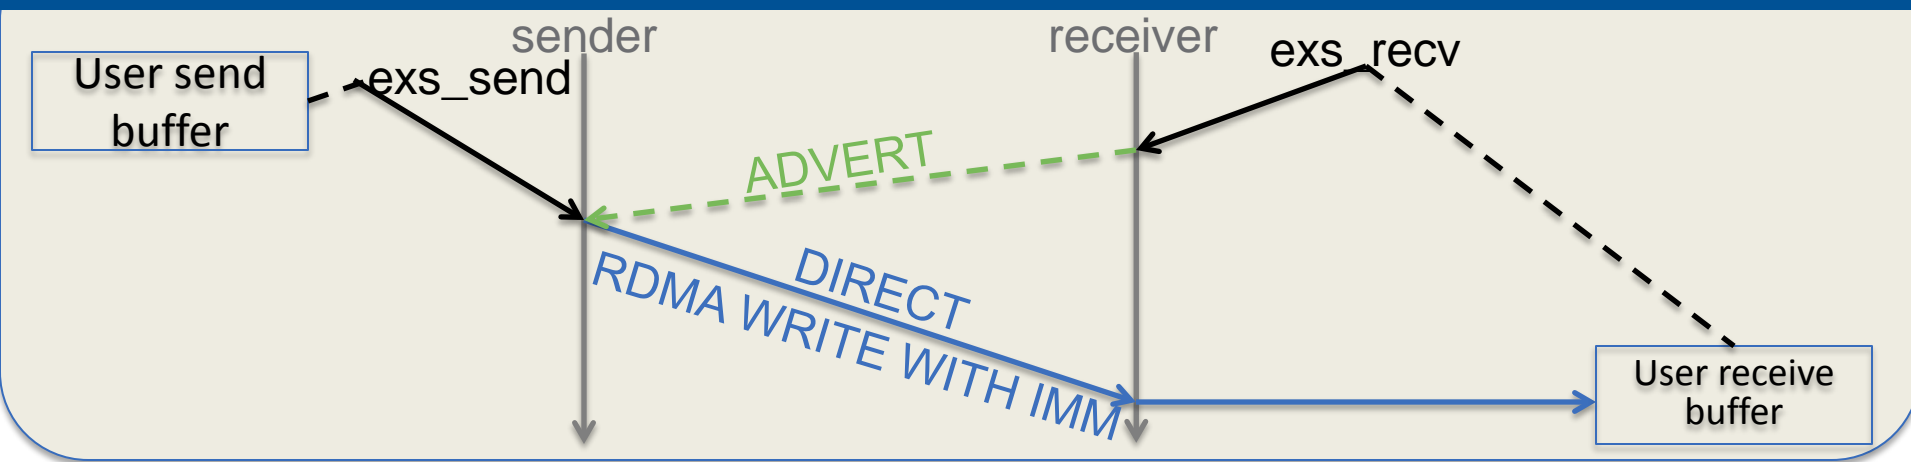 sender
receiver
User send
buffer
exs_send
exs_recv
ADVERT
DIRECT
RDMA WRITE WITH IMM
User receive
buffer